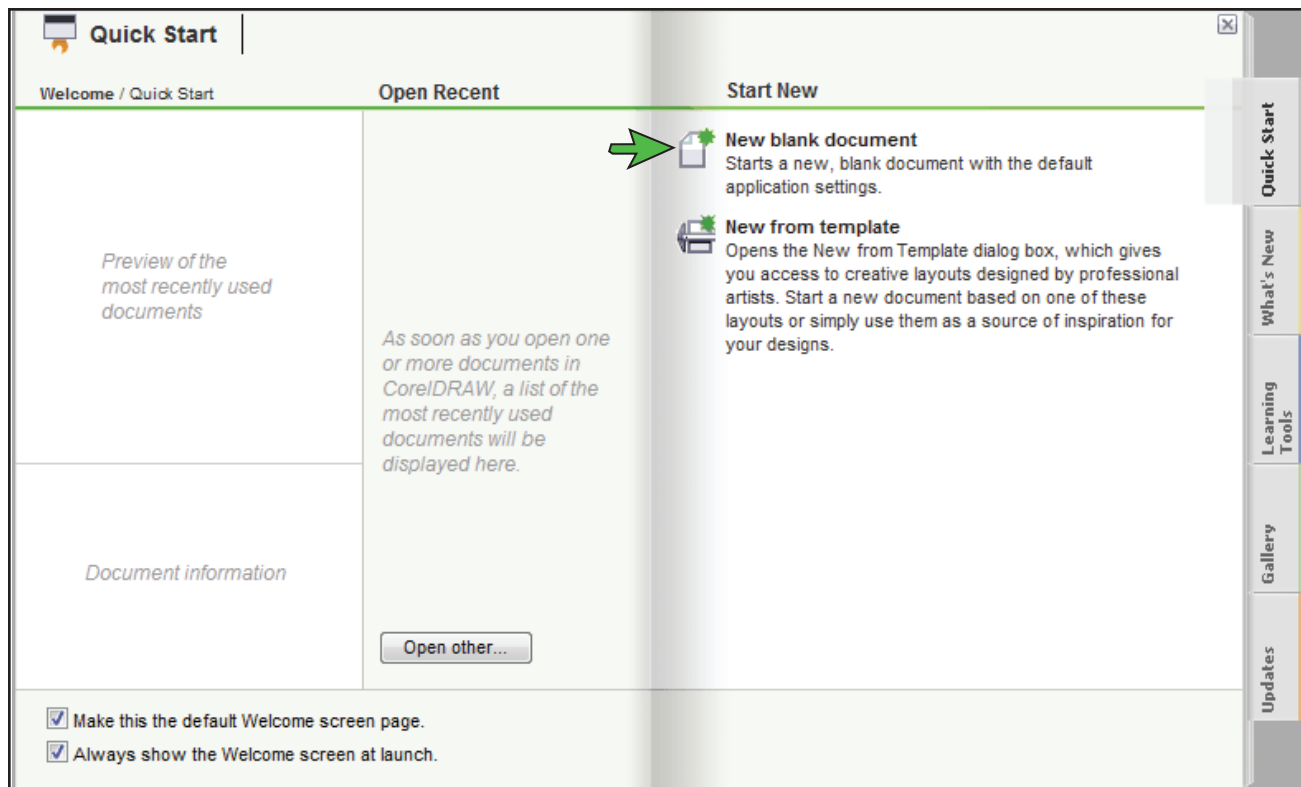 Quick Start
Welcome / Quick Start
Open Recent
Start New
Preview of the
most recently used
documents
Document information
As soon as you open one
or more documents in
CorelDRAW, a list of the
most recently used
documents will be
displayed here.
Open other...
New blank document
Starts a new, blank document with the default
application settings.
New from template
Opens the New from Template dialog box, which gives
you access to creative layouts designed by professional
artists. Start a new document based on one of these
layouts or simply use them as a source of inspiration for
your designs.
Make this the default Welcome screen page.
Always show the Welcome screen at launch.
Quick Start
What's New
Learning
Tools
Gallery
Updates